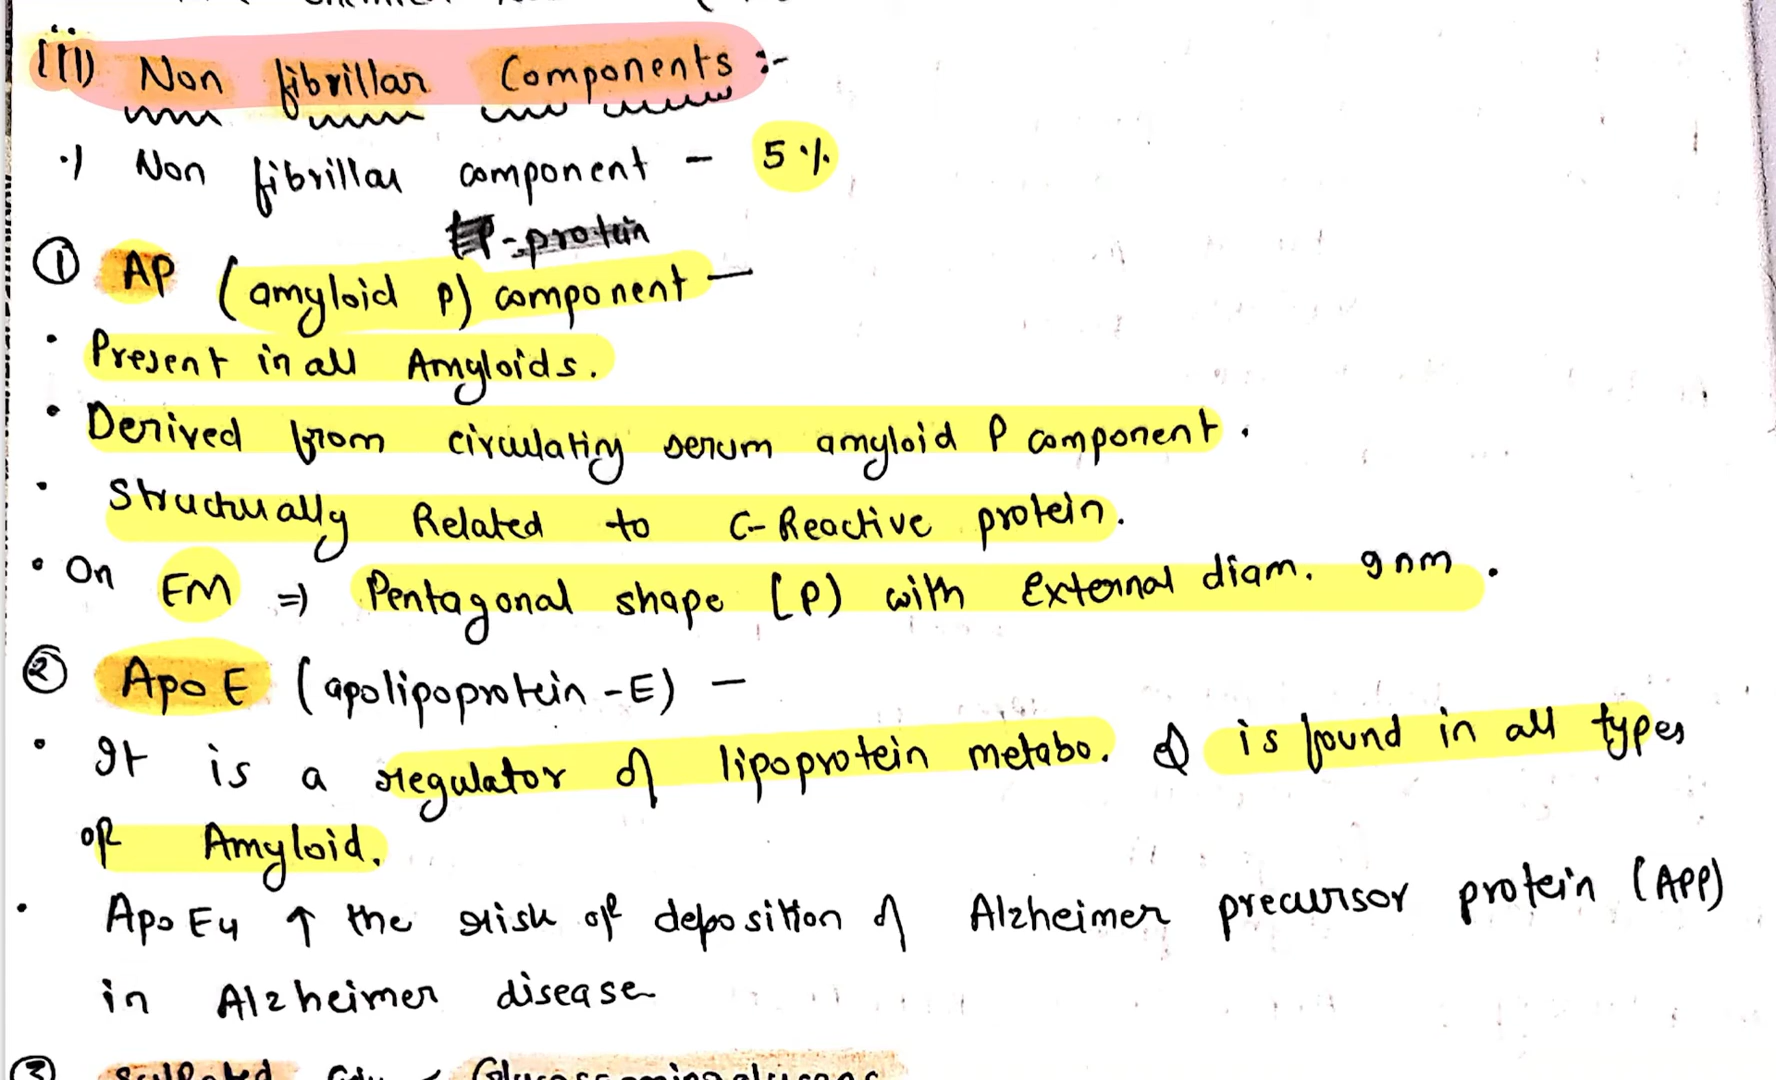 (ii) Non fibrillar Components :-
·) Non fibrillar component - 5 %
P-protein
① AP (amyloid P) component —
• Present in all Amyloids.
• Derived from circulating serum amyloid P component.
• Structurally Related to C-Reactive protein.
• On EM ⇒ Pentagonal shape [P) with External diam. 9nm.
② Apo E (apolipoprotein -E) —
• It is a regulator of lipoprotein metabo. & is found in all types
of Amyloid.
• Apo E4 ↑ the risk of deposition of Alzheimer precursor protein (APP)
in Alzheimer disease
③